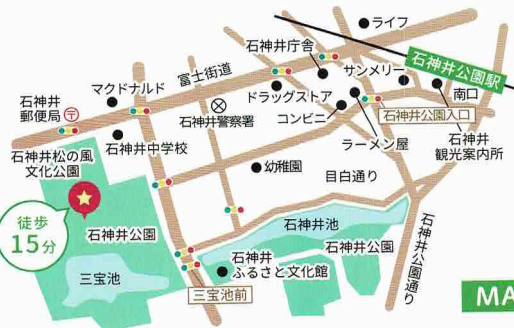 ライフ
石神井庁舎
石神井公園駅
サンメリー
富士街道
マクドナルド
ドラッグストア
南口
石神井
郵便局
〒
石神井警察署
コンビニ
石神井公園入口
石神井中学校
ラーメン屋
石神井
観光案内所
石神井松の風
文化公園
幼稚園
目白通り
徒歩
15分
石神井公園
石神井池
石神井公園
石神井公園通り
三宝池
石神井
ふるさと文化館
三宝池前
MA